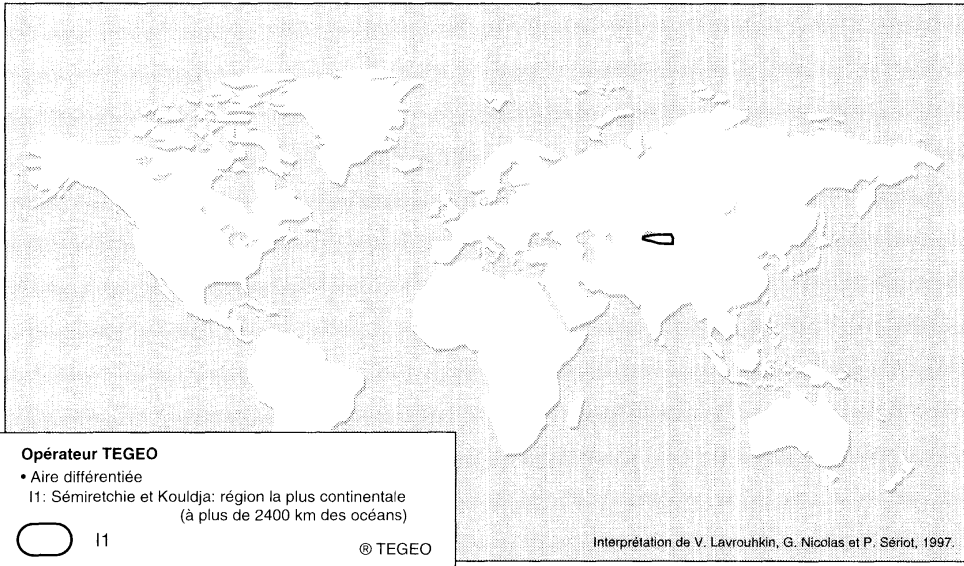 Opérateur TEGEO
• Aire différentiée
I1: Sémiretchie et Kouldja: région la plus continentale
(à plus de 2400 km des océans)
I1
® TEGEO
Interprétation de V. Lavrouhkin, G. Nicolas et P. Sériot, 1997.